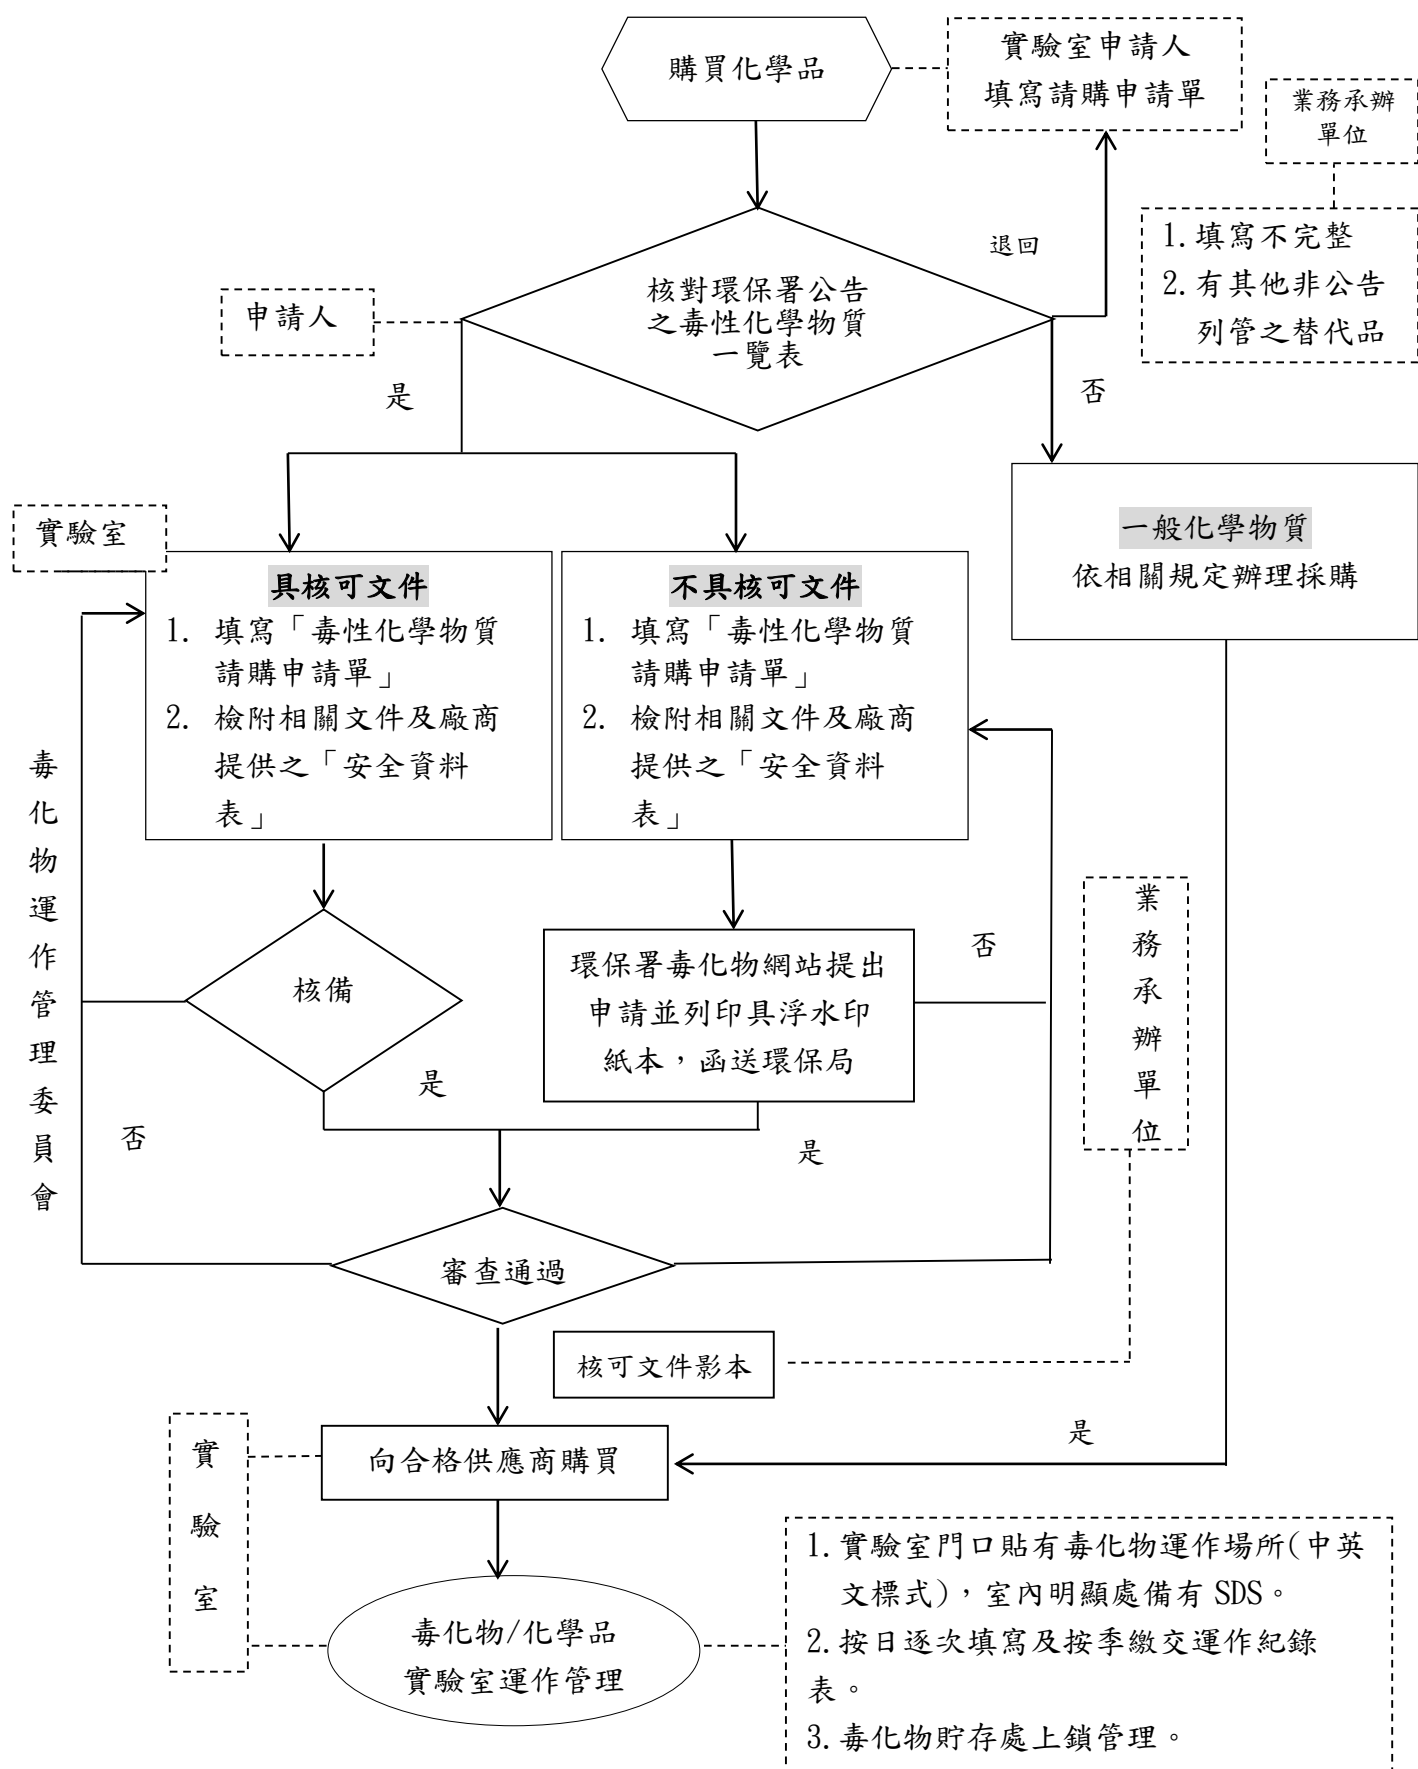 購買化學品
實驗室申請人
填寫請購申請單
業務承辦
單位
退回
1.填寫不完整
2.有其他非公告
列管之替代品
申請人
核對環保署公告
之毒性化學物質
一覽表
是
否
實驗室
具核可文件
1. 填寫「毒性化學物質
請購申請單」
2. 檢附相關文件及廠商
提供之「安全資料
表」
不具核可文件
1. 填寫「毒性化學物質
請購申請單」
2. 檢附相關文件及廠商
提供之「安全資料
表」
一般化學物質
依相關規定辦理採購
毒化物運作管理委員會
核備
環保署毒化物網站提出
申請並列印具浮水印
紙本，函送環保局
否
業務承辦單位
是
否
是
審查通過
核可文件影本
向合格供應商購買
是
實驗室
毒化物/化學品
實驗室運作管理
1.實驗室門口貼有毒化物運作場所(中英
文標式)，室內明顯處備有 SDS。
2.按日逐次填寫及按季繳交運作紀錄
表。
3.毒化物貯存處上鎖管理。